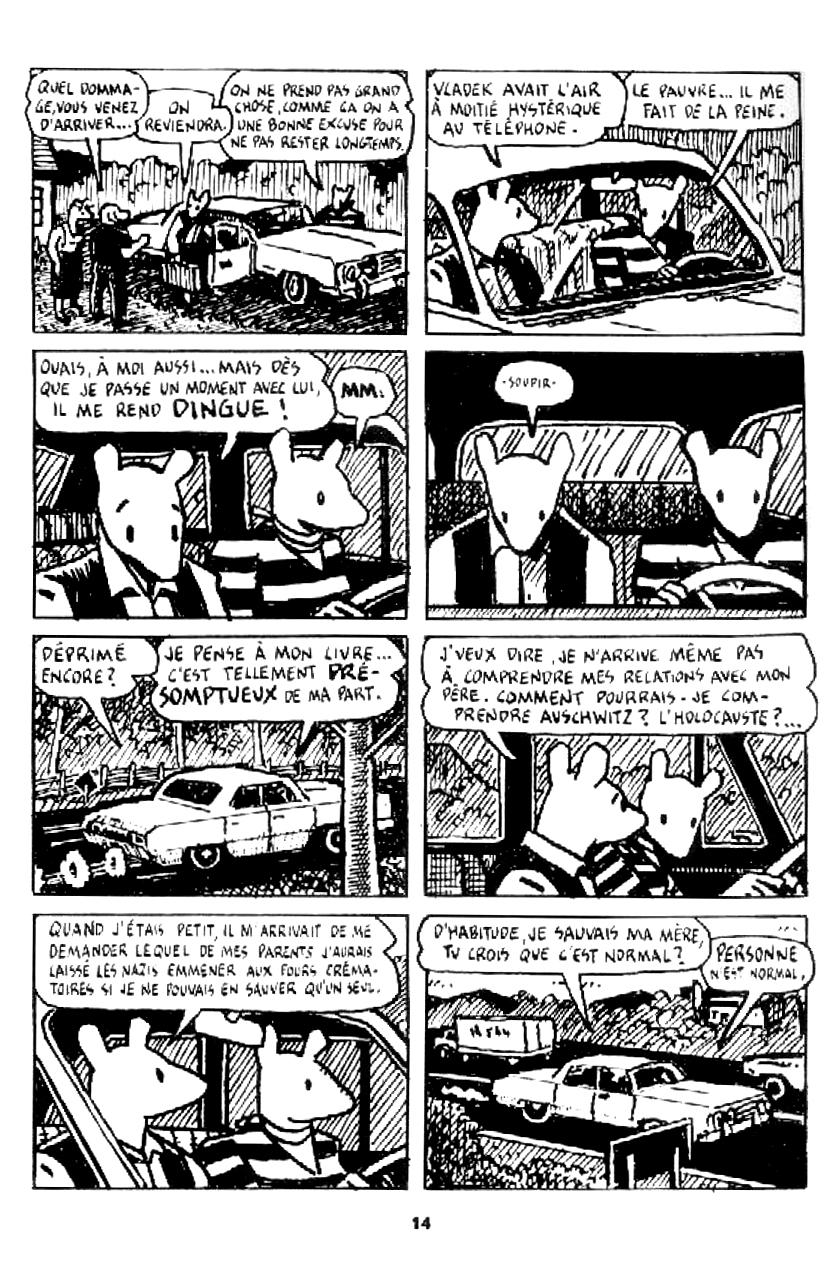 QUEL DOMMA-
GE, VOUS VENEZ
D'ARRIVER...
ON
REVIENDRA.
ON NE PREND PAS GRAND
CHOSE, COMME ÇA ON A
UNE BONNE EXCUSE POUR
NE PAS RESTER LONGTEMPS.
VLADEK AVAIT L'AIR
À MOITIÉ HYSTÉRIQUE
AU TÉLÉPHONE.
LE PAUVRE... IL ME
FAIT DE LA PEINE.
OUAIS, À MOI AUSSI... MAIS DÈS
QUE JE PASSE UN MOMENT AVEC LUI,
IL ME REND DINGUE !
MM.
-SOUPIR-
DÉPRIMÉ
ENCORE ?
JE PENSE À MON LIVRE...
C'EST TELLEMENT PRÉ-
SOMPTUEUX DE MA PART.
J'VEUX DIRE, JE N'ARRIVE MÊME PAS
À COMPRENDRE MES RELATIONS AVEC MON
PÈRE. COMMENT POURRAIS-JE COM-
PRENDRE AUSCHWITZ ? L'HOLOCAUSTE ?...
QUAND J'ÉTAIS PETIT, IL M'ARRIVAIT DE ME
DEMANDER LEQUEL DE MES PARENTS J'AURAIS
LAISSÉ LES NAZIS EMMENER AUX FOURS CRÉMA-
TOIRES SI JE NE POUVAIS EN SAUVER QU'UN SEUL.
D'HABITUDE, JE SAUVAIS MA MÈRE,
TU CROIS QUE C'EST NORMAL ?
PERSONNE
N'EST NORMAL.
14